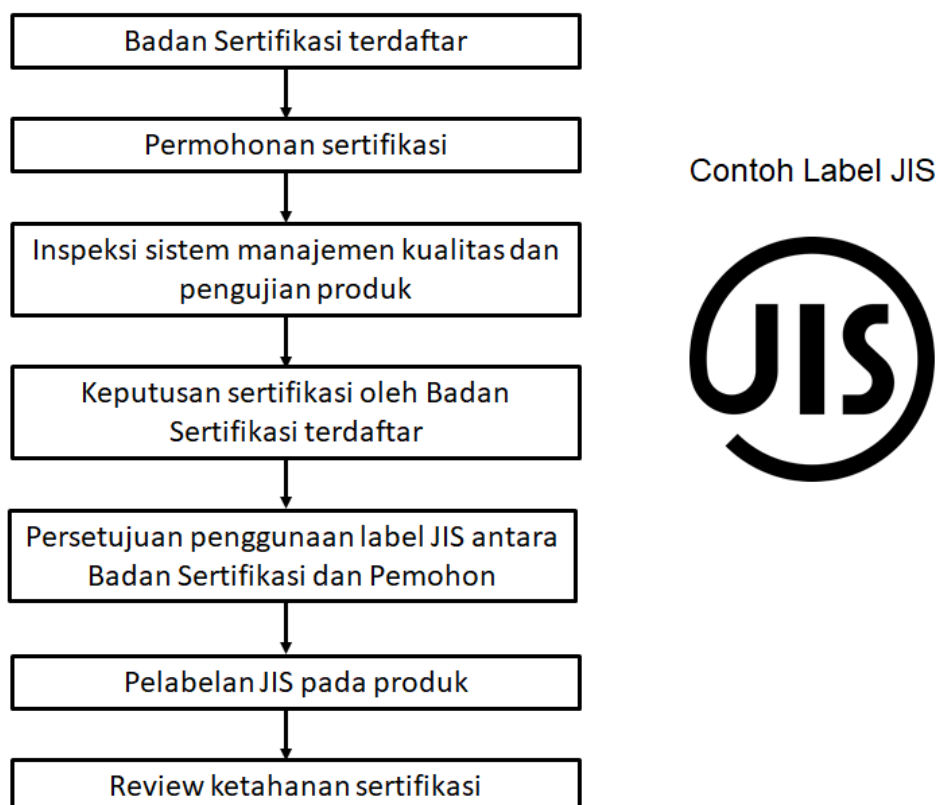 Badan Sertifikasi terdaftar
Permohonan sertifikasi
Inspeksi sistem manajemen kualitas dan
pengujian produk
Keputusan sertifikasi oleh Badan
Sertifikasi terdaftar
Persetujuan penggunaan label JIS antara
Badan Sertifikasi dan Pemohon
Pelabelan JIS pada produk
Review ketahanan sertifikasi
Contoh Label JIS
JIS